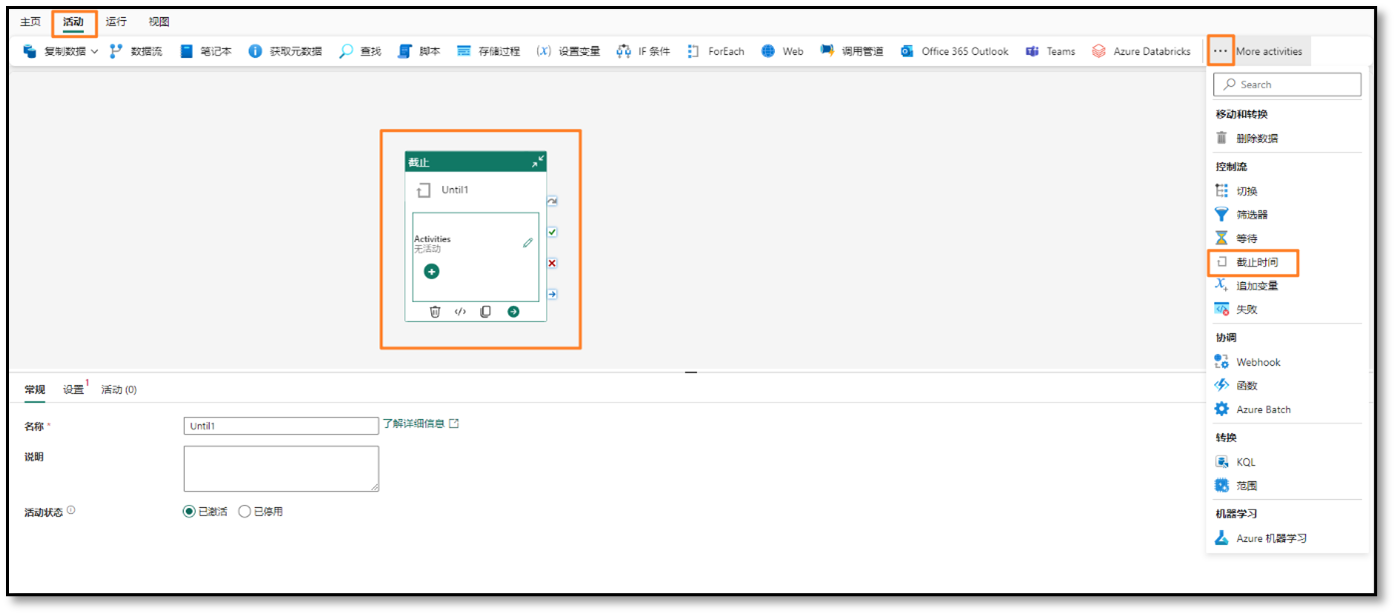 主页 活动 运行 视图
复制数据 数据流 笔记本 获取元数据 查找 脚本 存储过程 (x) 设置变量 IF 条件 ForEach Web 调用管道 Office 365 Outlook Teams Azure Databricks ··· More activities
Search
移动和转换
删除数据
控制流
切换
筛选器
等待
截止时间
追加变量
失败
协调
Webhook
函数
Azure Batch
转换
KQL
范围
机器学习
Azure 机器学习
截止
Until1
Activities
无活动
常规 设置 1 活动 (0)
名称 * Until1 了解详细信息
说明
活动状态 已激活 已停用